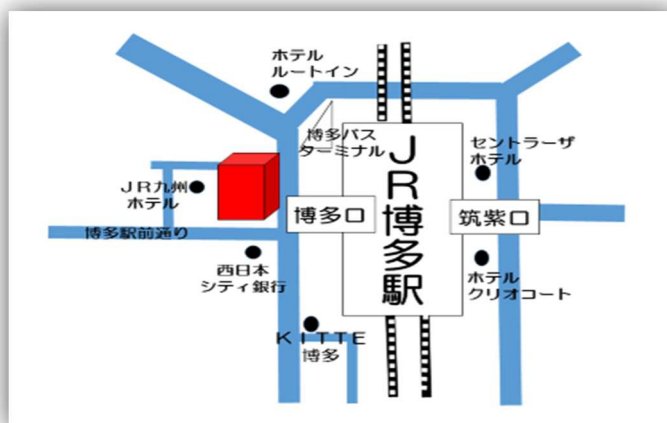 ホテル
ルートイン
博多バス
ターミナル
セントラーザ
ホテル
JR博多駅
JR九州
ホテル
博多口
筑紫口
博多駅前通り
西日本
シティ銀行
ホテル
クリオコート
KITTE
博多